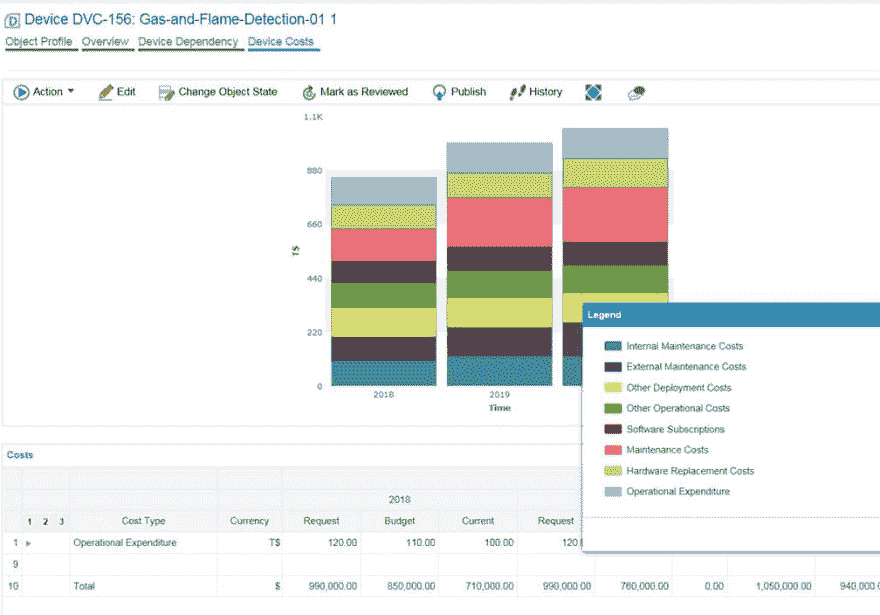 Device DVC-156: Gas-and-Flame-Detection-01 1
Object Profile Overview Device Dependency Device Costs
Action Edit Change Object State Mark as Reviewed Publish History
1.1K
880
660
T$
440
220
0
2018 2019
Time
Legend
Internal Maintenance Costs
External Maintenance Costs
Other Deployment Costs
Other Operational Costs
Software Subscriptions
Maintenance Costs
Hardware Replacement Costs
Operational Expenditure
Costs
2018
1 2 3 Cost Type Currency Request Budget Current Request
1 Operational Expenditure T$ 120.00 110.00 100.00 120
9
10 Total $ 990,000.00 850,000.00 710,000.00 990,000.00 760,000.00 0.00 1,050,000.00 940,000